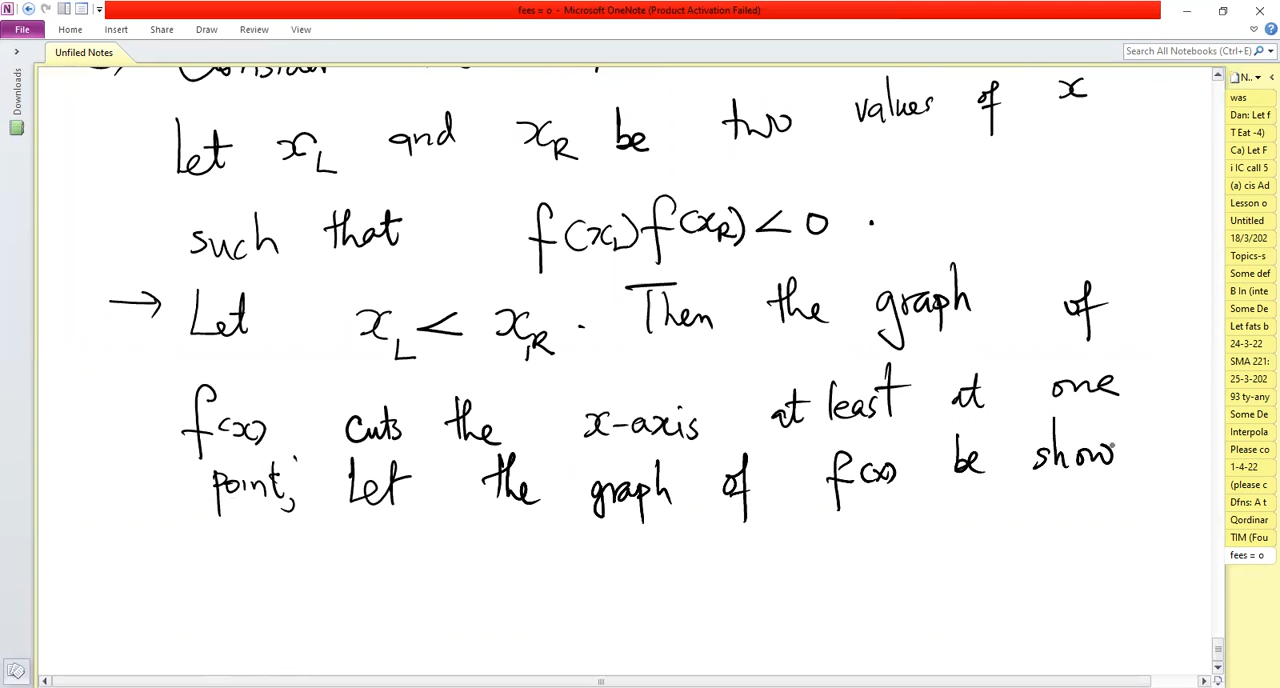 fees = o - Microsoft OneNote (Product Activation Failed)
File Home Insert Share Draw Review View
Unfiled Notes
Search All Notebooks (Ctrl+E)
Downloads
Let x_L and x_R be two values of x
such that f(x_L) f(x_R) < 0 .
→ Let x_L < x_R . Then the graph of
f(x) cuts the x-axis at least at one
point; Let the graph of f(x) be show
N..
was
Dan: Let f
T Eat -4)
Ca) Let F
i IC call 5
(a) cis Ad
Lesson o
Untitled
18/3/202
Topics-s
Some def
B In (inte
Some De
Let fats b
24-3-22
SMA 221:
25-3-202
93 ty-any
Some De
Interpola
Please co
1-4-22
(please c
Dfns: A t
Qordinar
TIM (Fou
fees = o